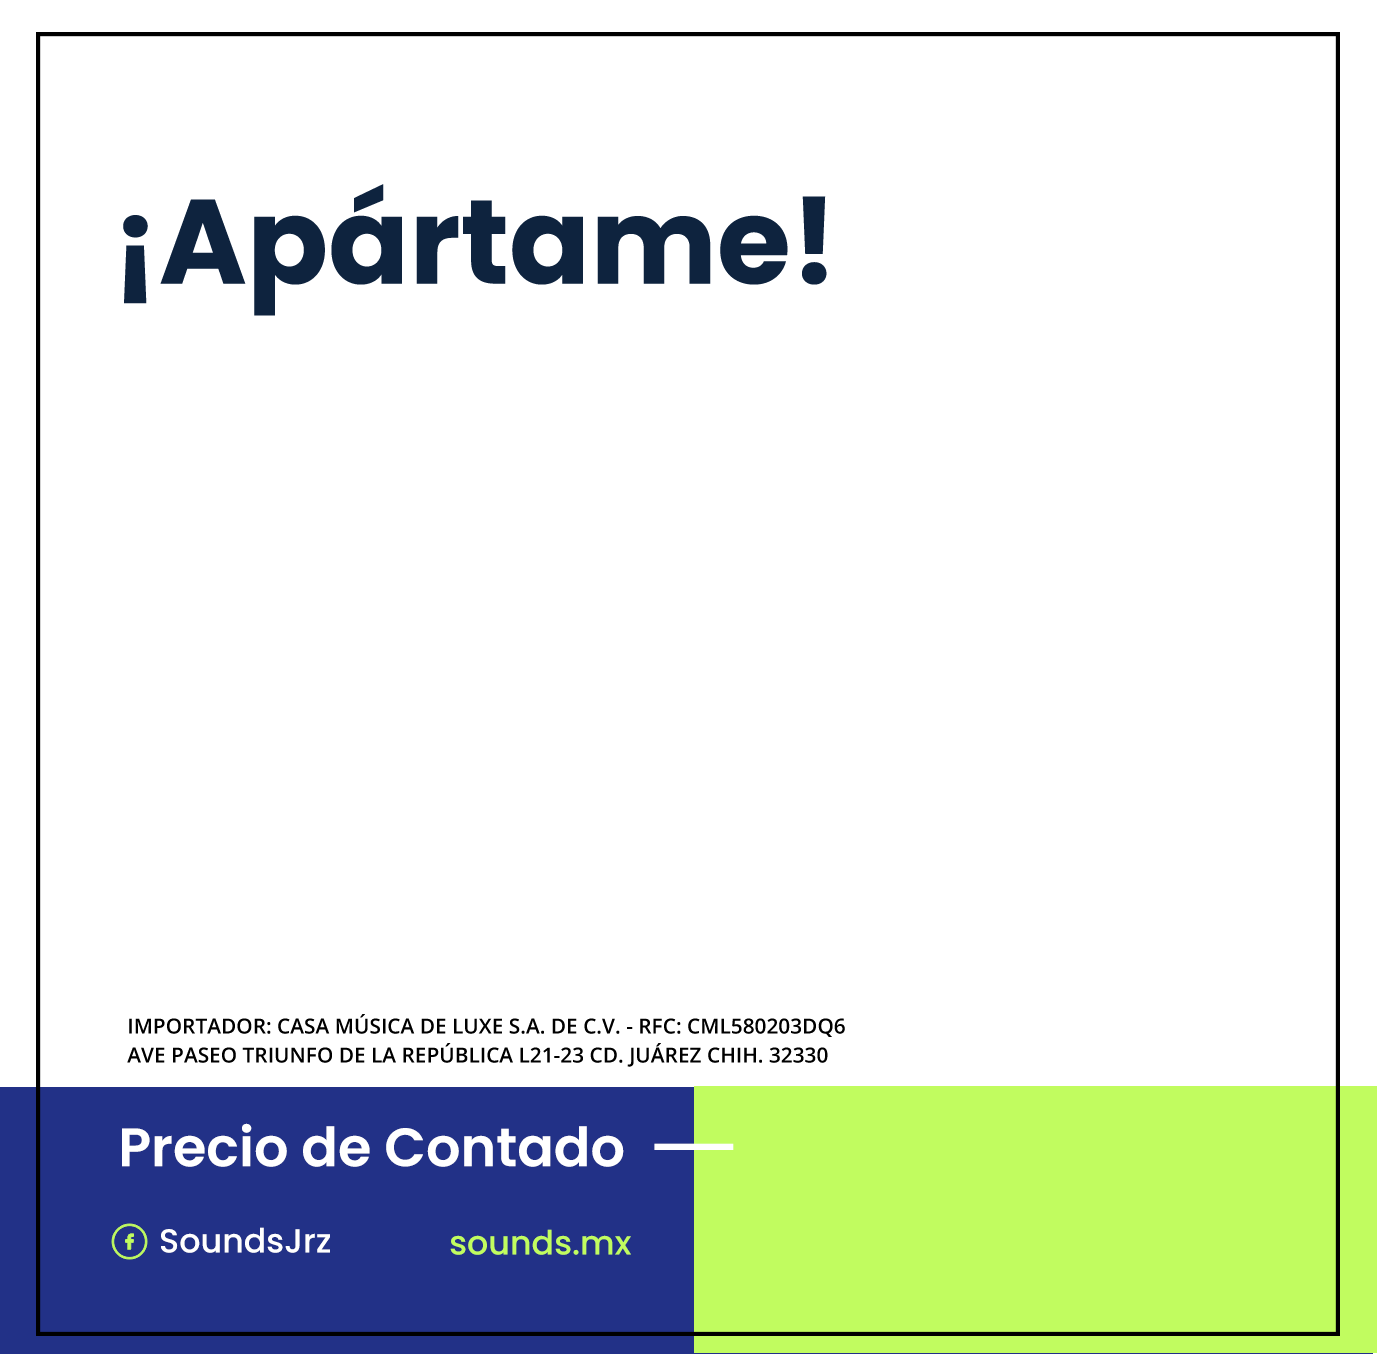 ¡Apártame!
IMPORTADOR: CASA MÚSICA DE LUXE S.A. DE C.V. - RFC: CML580203DQ6
AVE PASEO TRIUNFO DE LA REPÚBLICA L21-23 CD. JUÁREZ CHIH. 32330
Precio de Contado —
SoundsJrz
sounds.mx